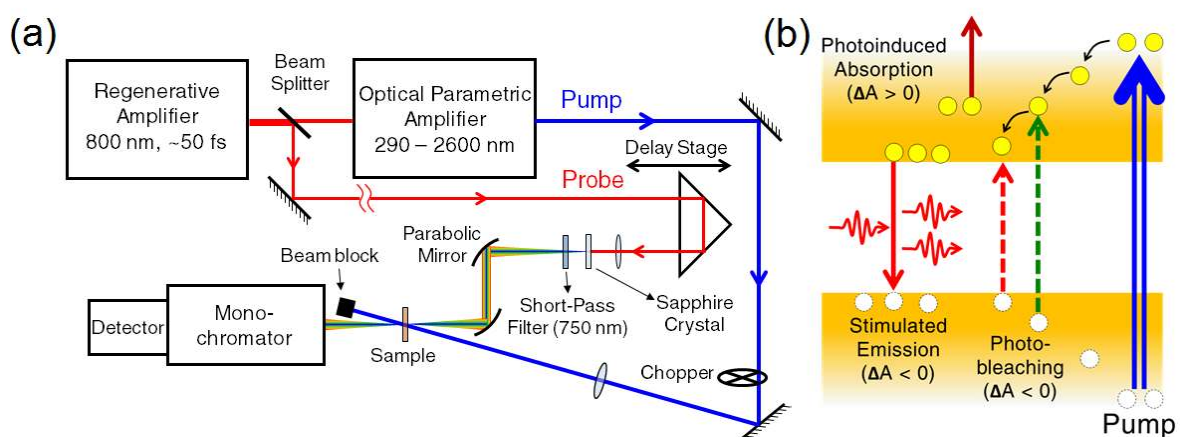 (a)
Regenerative
Amplifier
800 nm, ~50 fs
Beam
Splitter
Optical Parametric
Amplifier
290 – 2600 nm
Pump
Delay Stage
Probe
Parabolic
Mirror
Beam block
Short-Pass
Filter (750 nm)
Sapphire
Crystal
Detector
Mono-
chromator
Sample
Chopper
(b)
Photoinduced
Absorption
(ΔA > 0)
Stimulated
Emission
(ΔA < 0)
Photo-
bleaching
(ΔA < 0)
Pump